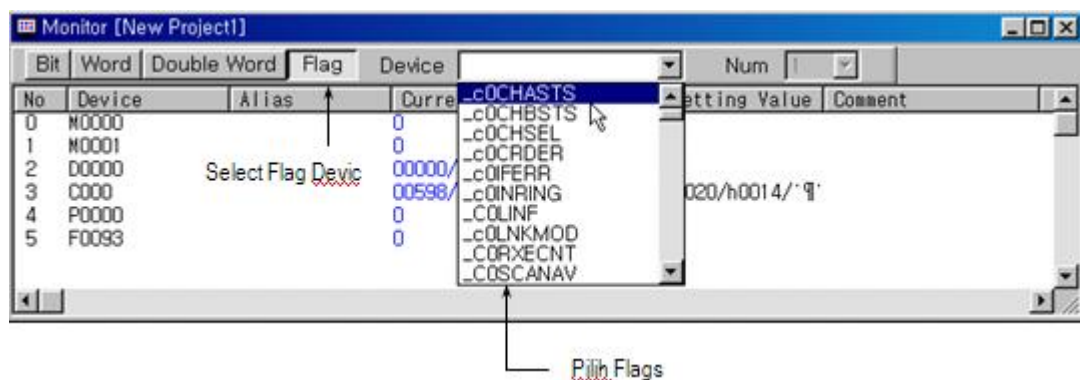 Monitor [New Project1]
Bit Word Double Word Flag Device Num 1
No Device Alias Curre etting Value Comment
0 M0000 0
1 M0001 0
2 D0000 00000/
3 C000 00598/ 020/h0014/'¶'
4 P0000 0
5 F0093 0
_c0CHASTS
_c0CHBSTS
_c0CHSEL
_c0CRDER
_c0IFERR
_c0INRING
_C0LINF
_c0LNKMOD
_C0RXECNT
_C0SCANAV
Select Flag Devic
Pilih Flags